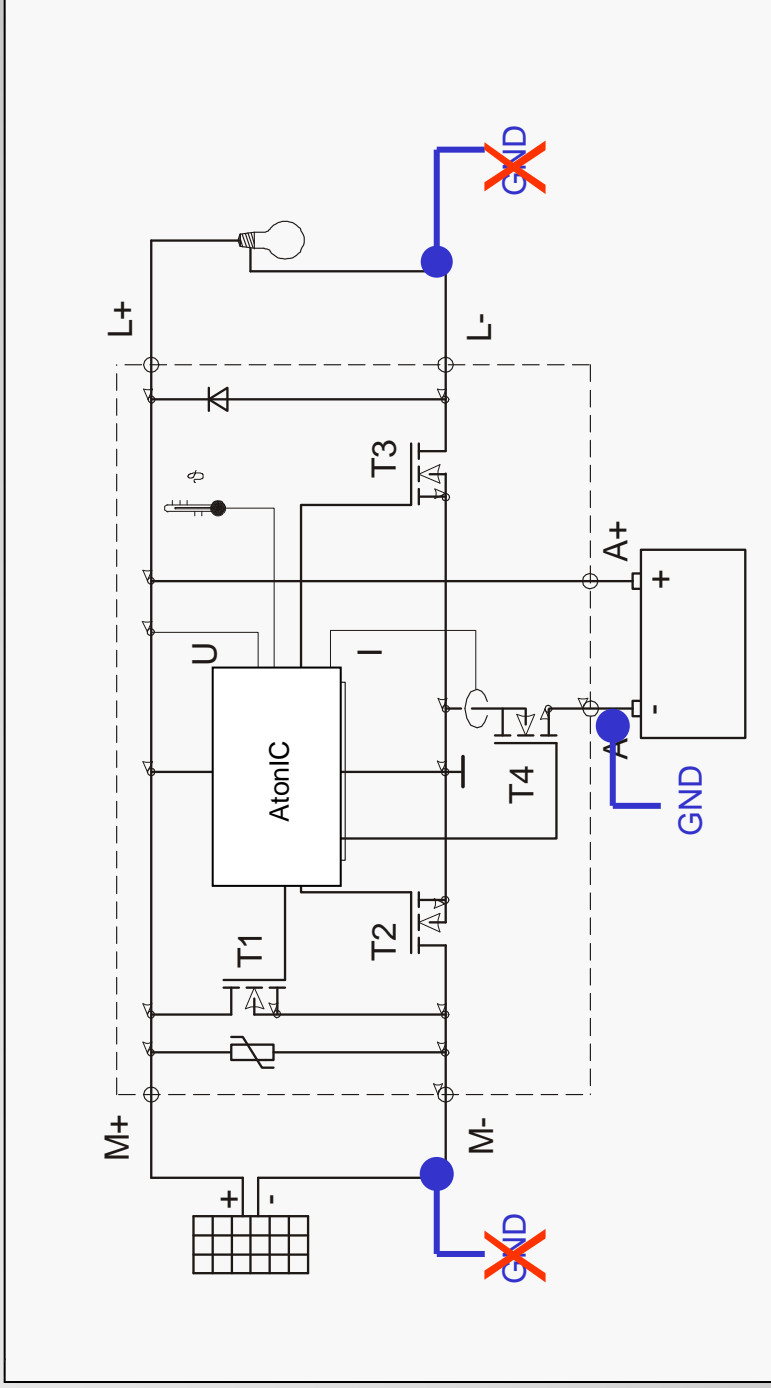 M+
M-
L+
L-
A+
A
+
-
+
-
T1
T2
T3
T4
AtonIC
U
I
ϑ
GND
GND
GND